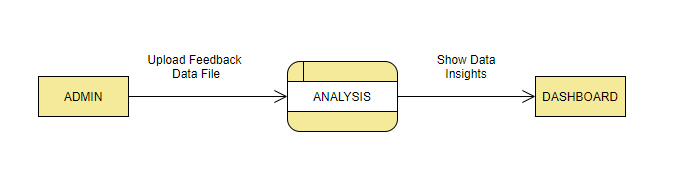 Upload Feedback
Data File
Show Data
Insights
ADMIN
ANALYSIS
DASHBOARD